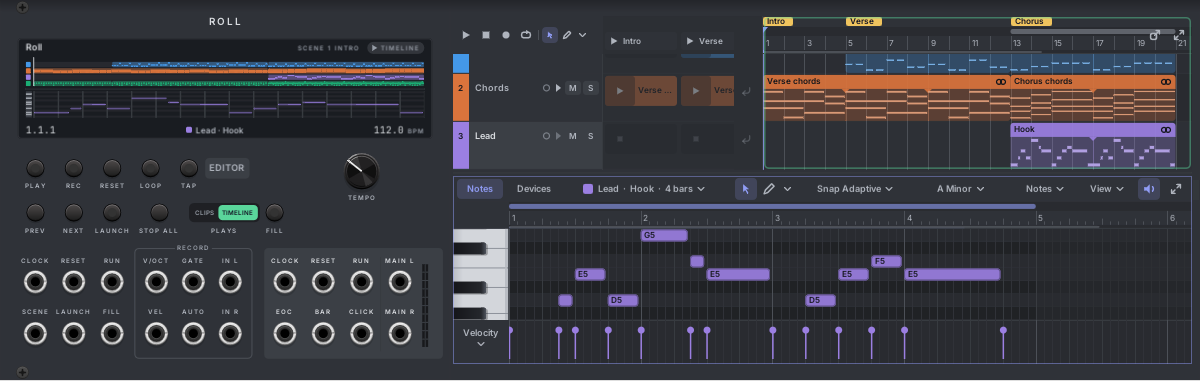 ROLL
Roll
SCENE 1 INTRO
TIMELINE
1.1.1
Lead · Hook
112.0 BPM
PLAY
REC
RESET
LOOP
TAP
EDITOR
TEMPO
PREV
NEXT
LAUNCH
STOP ALL
CLIPS TIMELINE
PLAYS
FILL
RECORD
CLOCK RESET RUN
V/OCT GATE IN L
CLOCK RESET RUN MAIN L
SCENE LAUNCH FILL
VEL AUTO IN R
EOC BAR CLICK MAIN R
Intro
Verse
2 Chords M S
Verse ...
Vers
3 Lead M S
Intro Verse Chorus
1 3 5 7 9 11 13 15 17 19 21
Verse chords
Chorus chords
Hook
Notes
Devices
Lead · Hook · 4 bars
Snap Adaptive
A Minor
Notes
View
1 2 3 4 5 6
G5
F5
E5 E5 E5 E5
D5 D5
Velocity